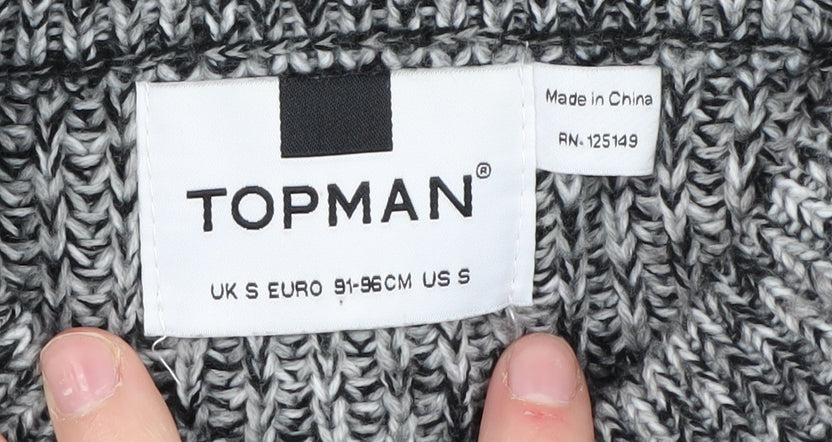 TOPMAN®
UK S EURO 91-96CM US S
Made in China
RN. 125149